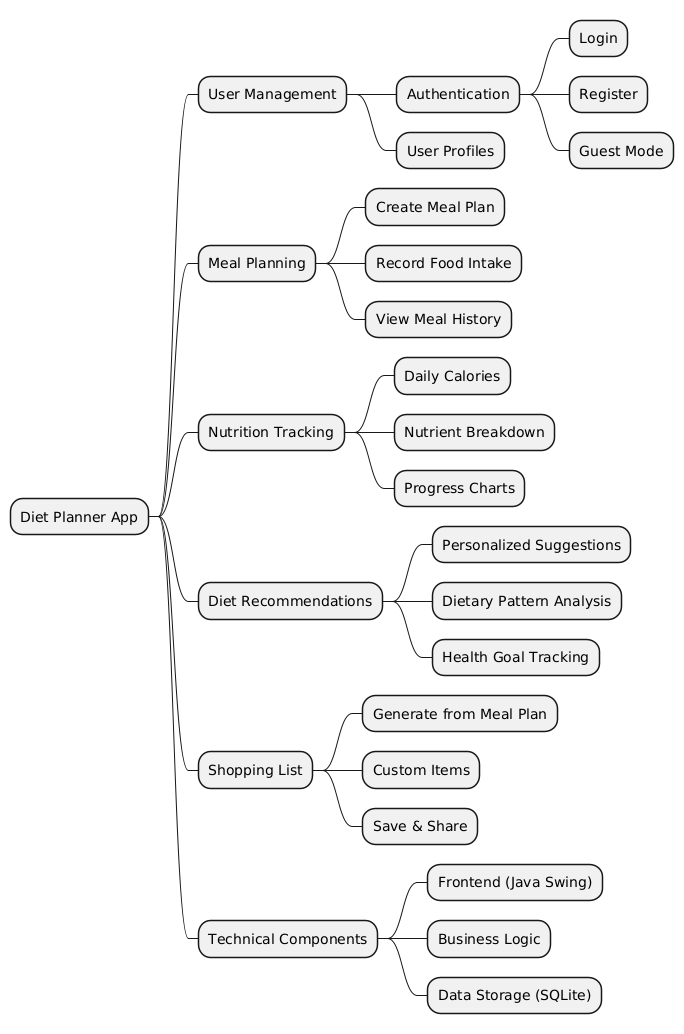 Diet Planner App
User Management
Authentication
Login
Register
Guest Mode
User Profiles
Meal Planning
Create Meal Plan
Record Food Intake
View Meal History
Nutrition Tracking
Daily Calories
Nutrient Breakdown
Progress Charts
Diet Recommendations
Personalized Suggestions
Dietary Pattern Analysis
Health Goal Tracking
Shopping List
Generate from Meal Plan
Custom Items
Save & Share
Technical Components
Frontend (Java Swing)
Business Logic
Data Storage (SQLite)